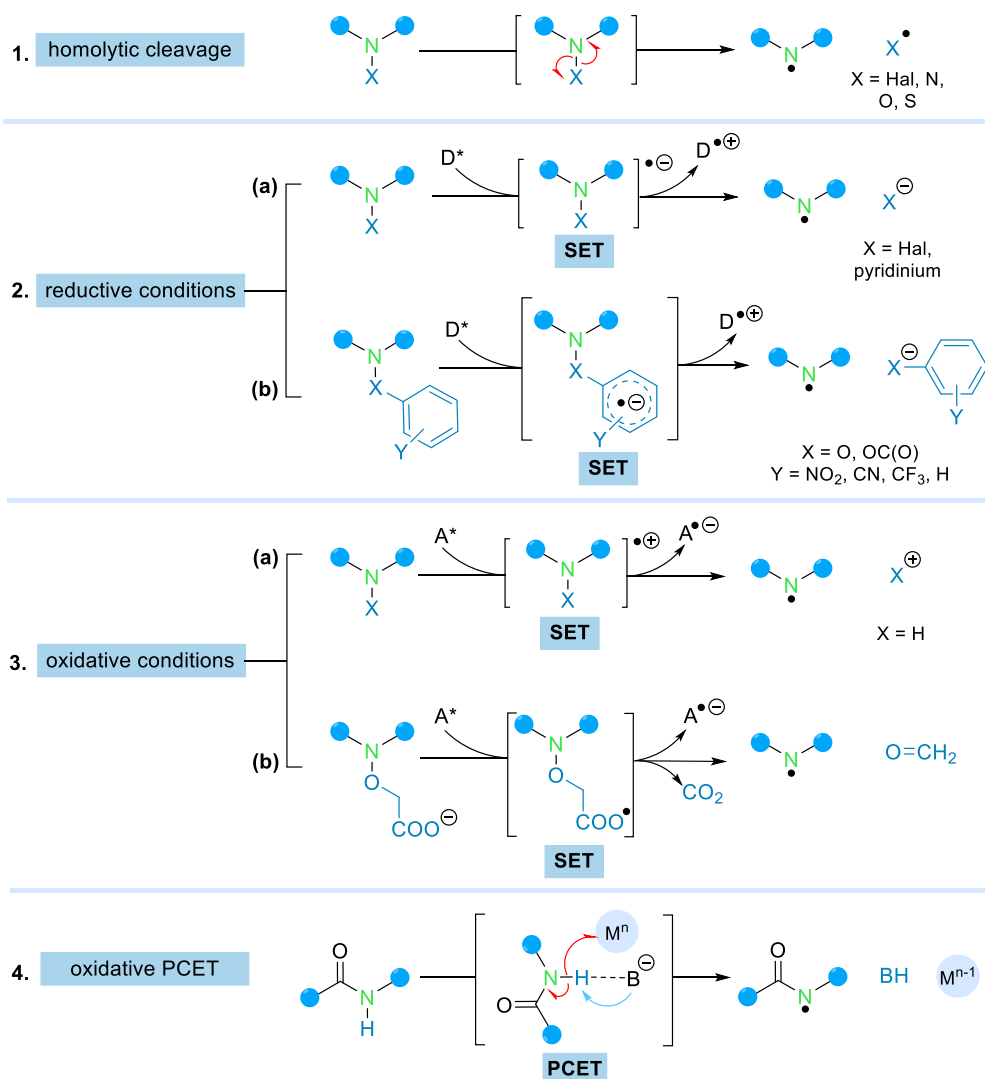 1. homolytic cleavage
N
X
N
X
N
•
X•
X = Hal, N,
O, S
2. reductive conditions
(a)
N
X
D*
N
X
•⊖
SET
D•⊕
N
•
X⊖
X = Hal,
pyridinium
(b)
N
X
Y
D*
N
X
•⊖
Y
SET
D•⊕
N
•
X⊖
Y
X = O, OC(O)
Y = NO₂, CN, CF₃, H
3. oxidative conditions
(a)
N
X
A*
N
X
•⊕
SET
A•⊖
N
•
X⊕
X = H
(b)
N
O
COO⊖
A*
N
O
COO•
SET
A•⊖
CO₂
N
•
O=CH₂
4. oxidative PCET
O
N
H
Mⁿ
N H B⊖
O
PCET
O
N
•
BH
Mⁿ⁻¹